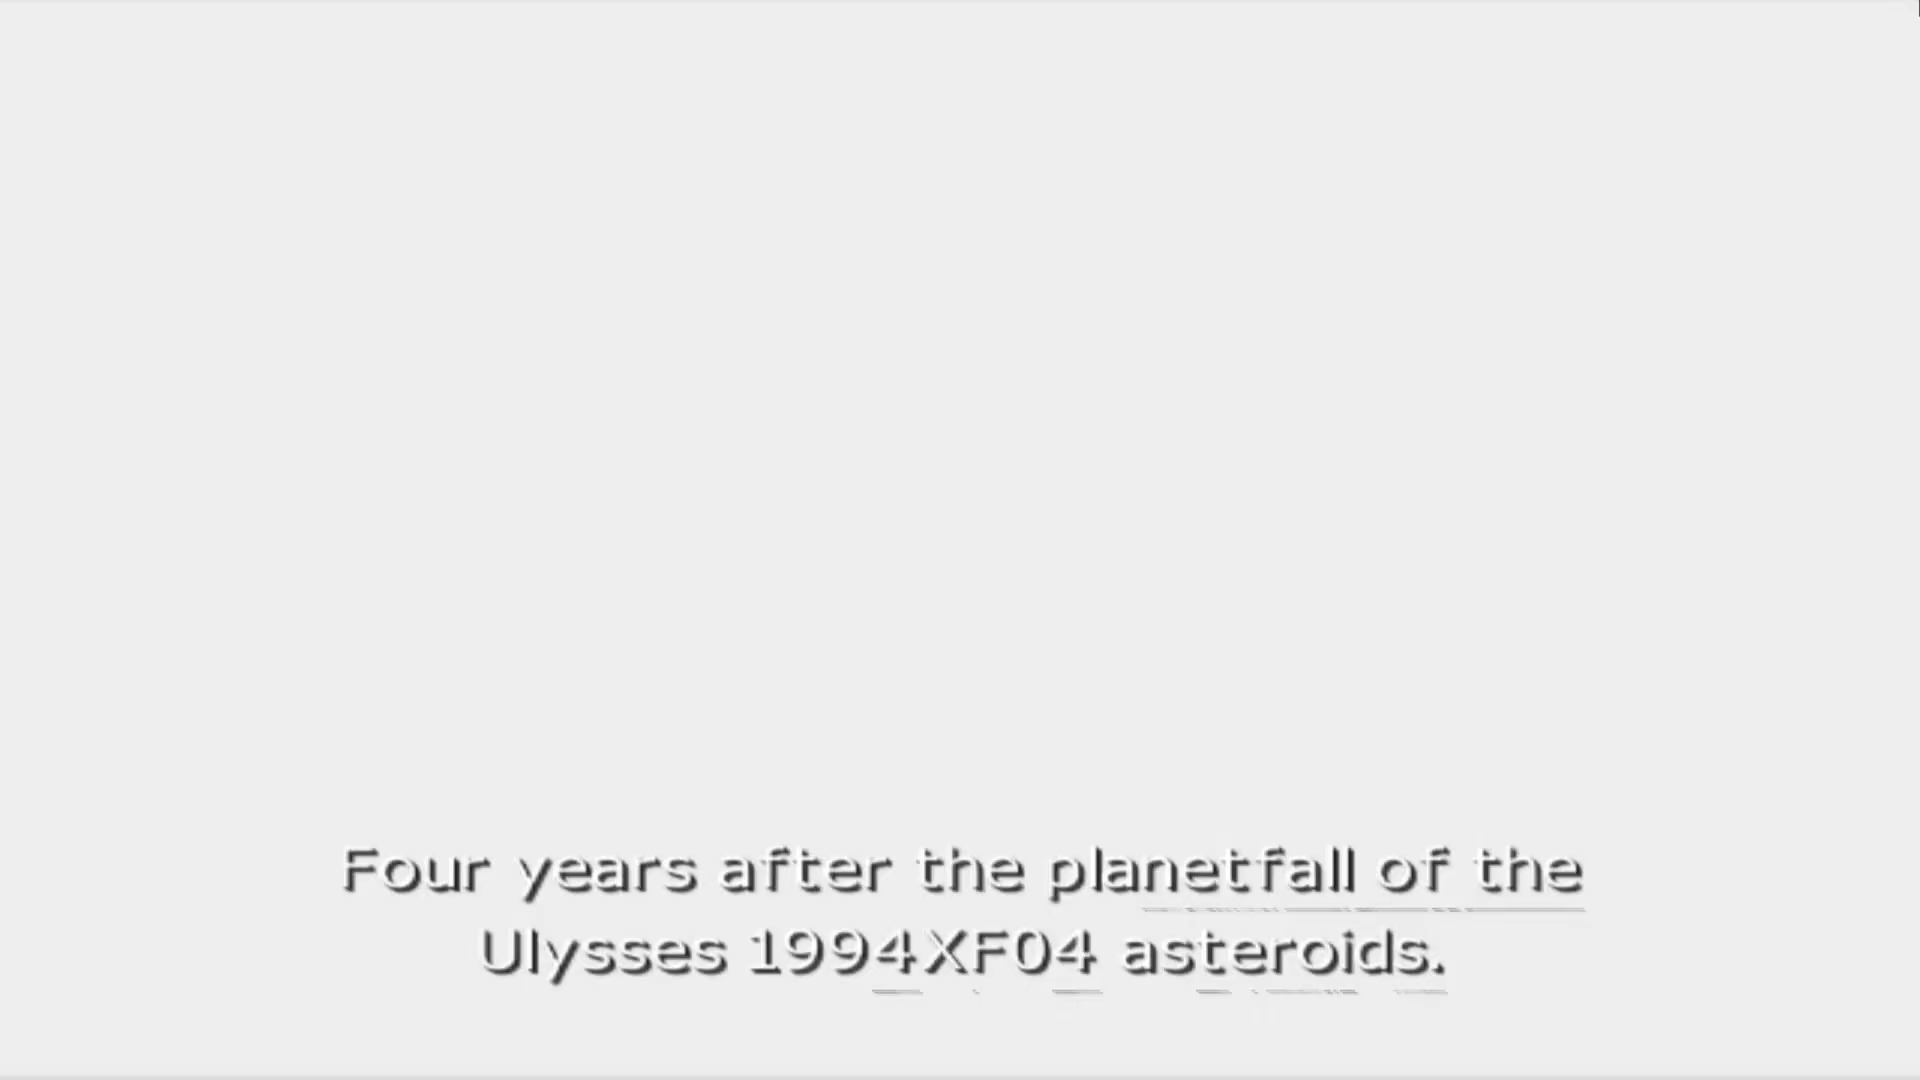 Four years after the planetfall of the
Ulysses 1994XF04 asteroids.